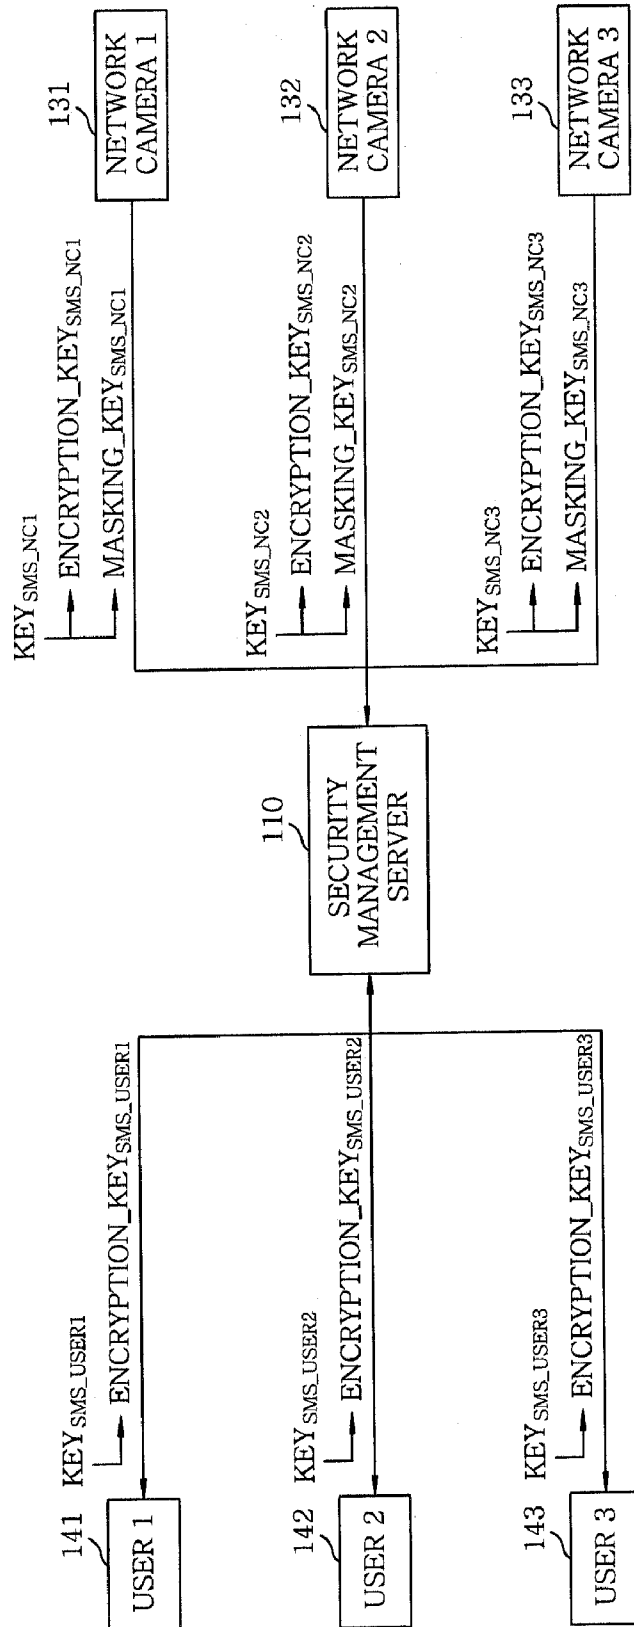 141
USER 1
KEYSMS_USER1
ENCRYPTION_KEYSMS_USER1
142
USER 2
KEYSMS_USER2
ENCRYPTION_KEYSMS_USER2
143
USER 3
KEYSMS_USER3
ENCRYPTION_KEYSMS_USER3
110
SECURITY
MANAGEMENT
SERVER
KEYSMS_NC1
ENCRYPTION_KEYSMS_NC1
MASKING_KEYSMS_NC1
131
NETWORK
CAMERA 1
KEYSMS_NC2
ENCRYPTION_KEYSMS_NC2
MASKING_KEYSMS_NC2
132
NETWORK
CAMERA 2
KEYSMS_NC3
ENCRYPTION_KEYSMS_NC3
MASKING_KEYSMS_NC3
133
NETWORK
CAMERA 3